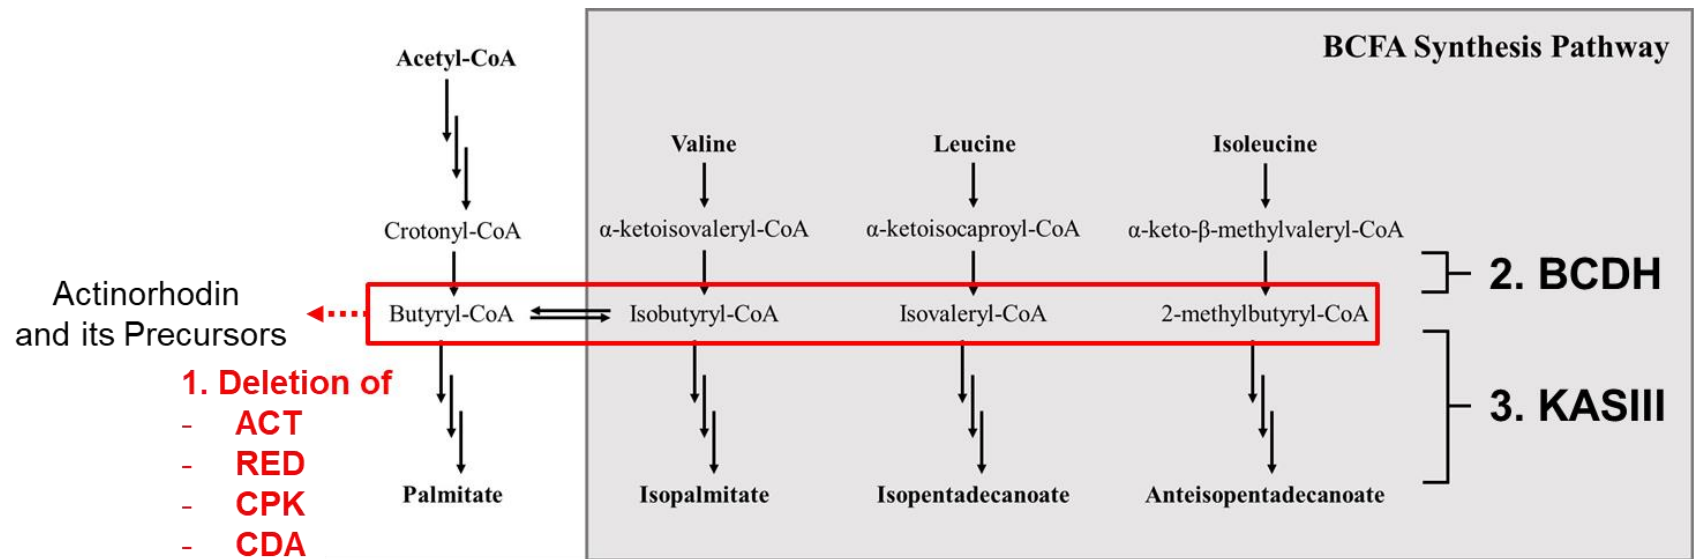 BCFA Synthesis Pathway
Acetyl-CoA
Valine
Leucine
Isoleucine
Crotonyl-CoA
α-ketoisovaleryl-CoA
α-ketoisocaproyl-CoA
α-keto-β-methylvaleryl-CoA
2. BCDH
Actinorhodin
and its Precursors
Butyryl-CoA
Isobutyryl-CoA
Isovaleryl-CoA
2-methylbutyryl-CoA
1. Deletion of
- ACT
- RED
- CPK
- CDA
3. KASIII
Palmitate
Isopalmitate
Isopentadecanoate
Anteisopentadecanoate